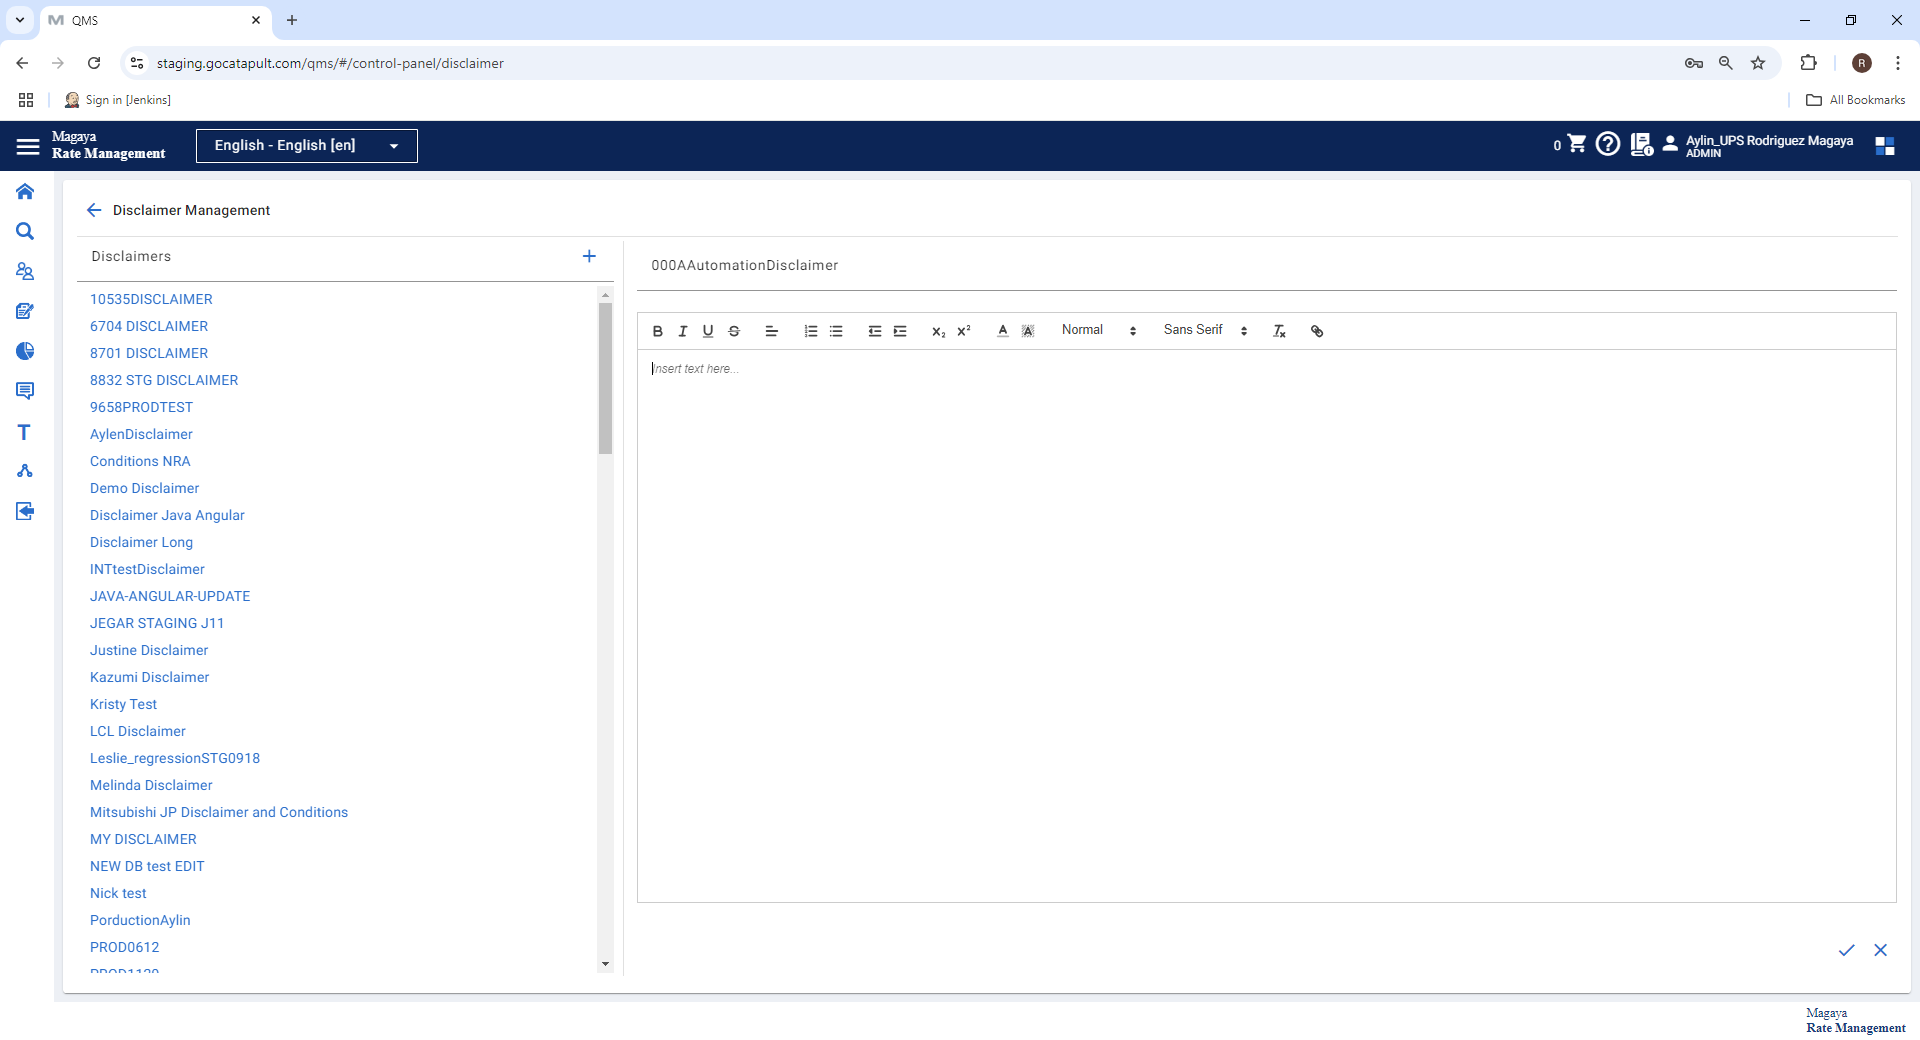 QMS
staging.gocatapult.com/qms/#/control-panel/disclaimer
R
Sign in [Jenkins]
All Bookmarks
Magaya
Rate Management
English - English [en]
0
Aylin_UPS Rodriguez Magaya
ADMIN
Disclaimer Management
Disclaimers
000AAutomationDisclaimer
Normal
Sans Serif
Insert text here...
10535DISCLAIMER
6704 DISCLAIMER
8701 DISCLAIMER
8832 STG DISCLAIMER
9658PRODTEST
AylenDisclaimer
Conditions NRA
Demo Disclaimer
Disclaimer Java Angular
Disclaimer Long
INTtestDisclaimer
JAVA-ANGULAR-UPDATE
JEGAR STAGING J11
Justine Disclaimer
Kazumi Disclaimer
Kristy Test
LCL Disclaimer
Leslie_regressionSTG0918
Melinda Disclaimer
Mitsubishi JP Disclaimer and Conditions
MY DISCLAIMER
NEW DB test EDIT
Nick test
PorductionAylin
PROD0612
Magaya
Rate Management